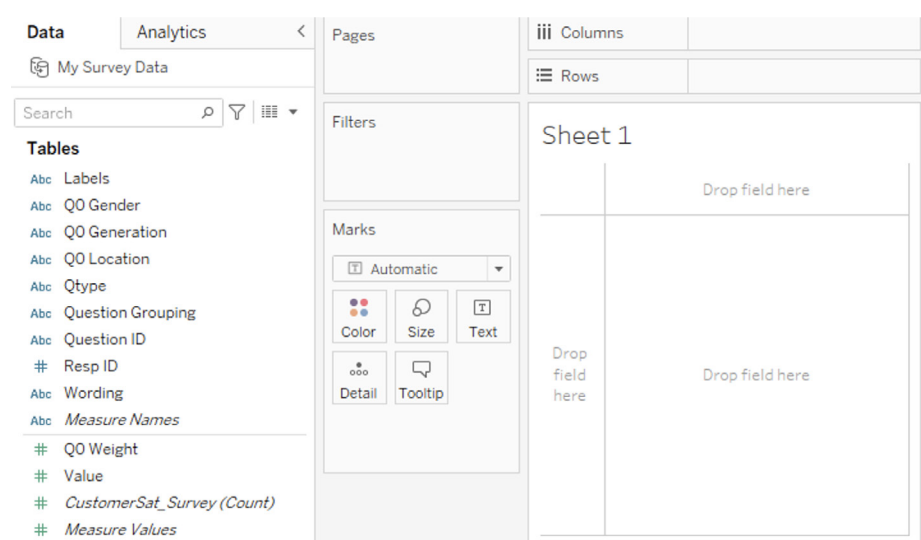 Data
Analytics
My Survey Data
Search
Tables
Abc Labels
Abc Q0 Gender
Abc Q0 Generation
Abc Q0 Location
Abc Qtype
Abc Question Grouping
Abc Question ID
# Resp ID
Abc Wording
Abc Measure Names
# Q0 Weight
# Value
# CustomerSat_Survey (Count)
# Measure Values
Pages
Filters
Marks
T Automatic
Color
Size
T
Text
Detail
Tooltip
Columns
Rows
Sheet 1
Drop field here
Drop
field
here
Drop field here